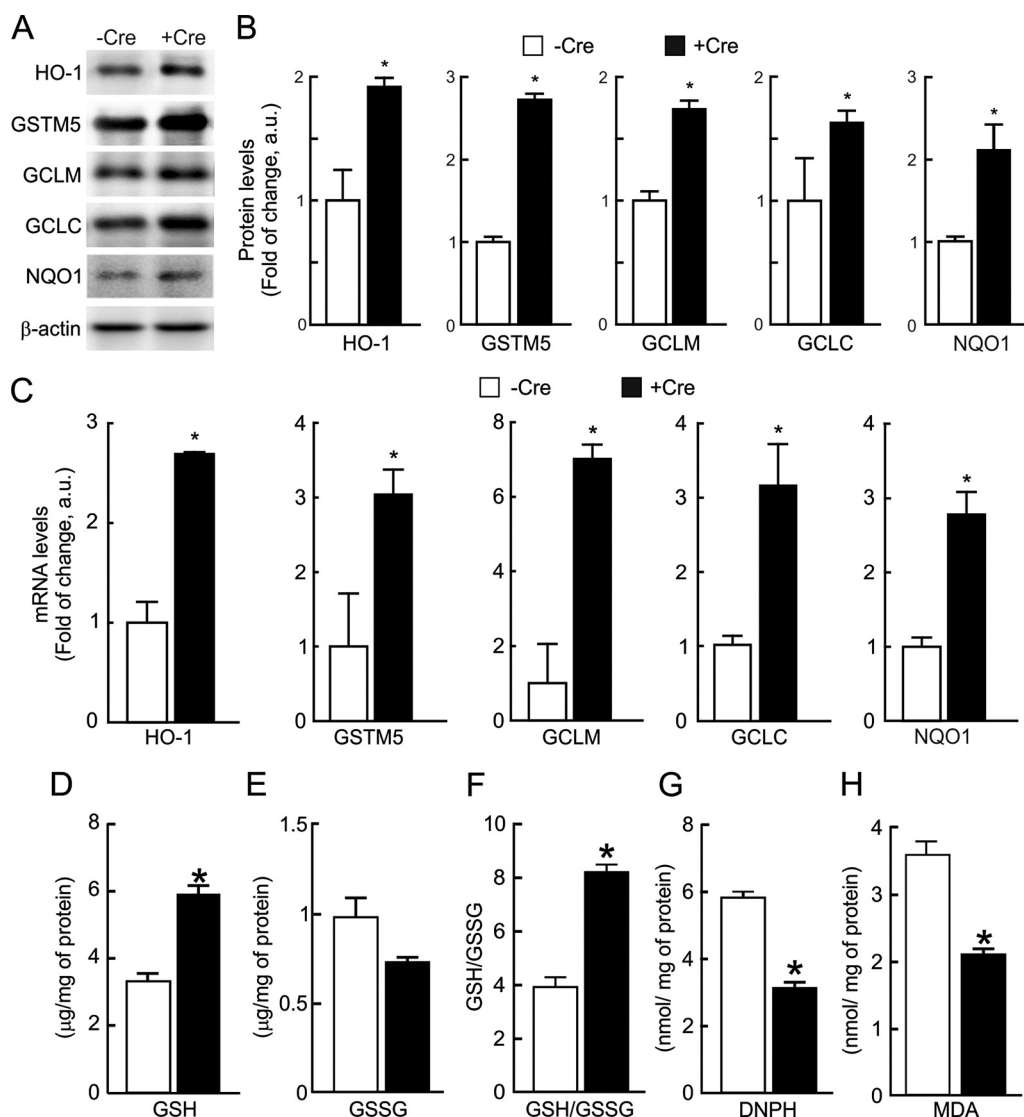 A
-Cre +Cre
HO-1
GSTM5
GCLM
GCLC
NQO1
β-actin
B
-Cre +Cre
Protein levels
(Fold of change, a.u.)
2 1 0
3 2 1 0
2 1 0
2 1 0
3 2 1 0
* * * * *
HO-1 GSTM5 GCLM GCLC NQO1
C
-Cre +Cre
mRNA levels
(Fold of change, a.u.)
3 2 1 0
4 3 2 1 0
8 6 4 2 0
4 3 2 1 0
4 3 2 1 0
* * * * *
HO-1 GSTM5 GCLM GCLC NQO1
D
(µg/mg of protein)
8 6 4 2 0
*
GSH
E
(µg/mg of protein)
1.5 1 0.5 0
GSSG
F
GSH/GSSG
10 8 6 4 2 0
*
GSH/GSSG
G
(nmol/ mg of protein)
8 6 4 2 0
*
DNPH
H
(nmol/ mg of protein)
4 3 2 1 0
*
MDA